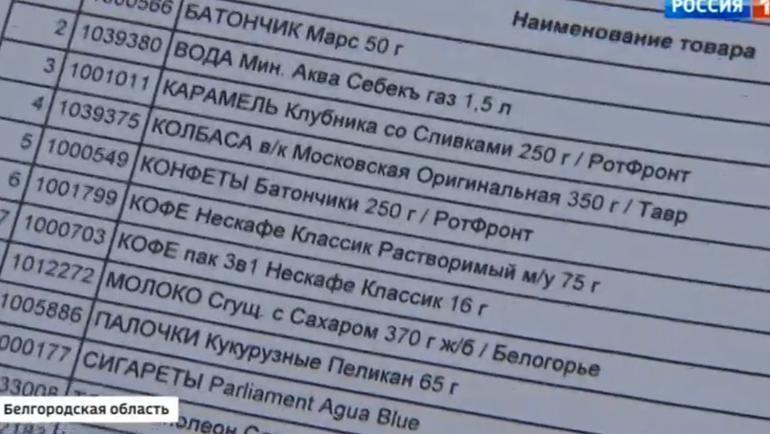 РОССИЯ 1
Наименование товара
БАТОНЧИК Марс 50 г
2 1039380 ВОДА Мин. Аква Себекъ газ 1,5 л
3 1001011 КАРАМЕЛЬ Клубника со Сливками 250 г / РотФронт
4 1039375 КОЛБАСА в/к Московская Оригинальная 350 г / Тавр
5 1000549 КОНФЕТЫ Батончики 250 г / РотФронт
6 1001799 КОФЕ Нескафе Классик Растворимый м/у 75 г
7 1000703 КОФЕ пак 3в1 Нескафе Классик 16 г
1012272 МОЛОКО Сгущ. с Сахаром 370 г ж/б / Белогорье
1005886 ПАЛОЧКИ Кукурузные Пеликан 65 г
000177 СИГАРЕТЫ Parliament Agua Blue
Белгородская область